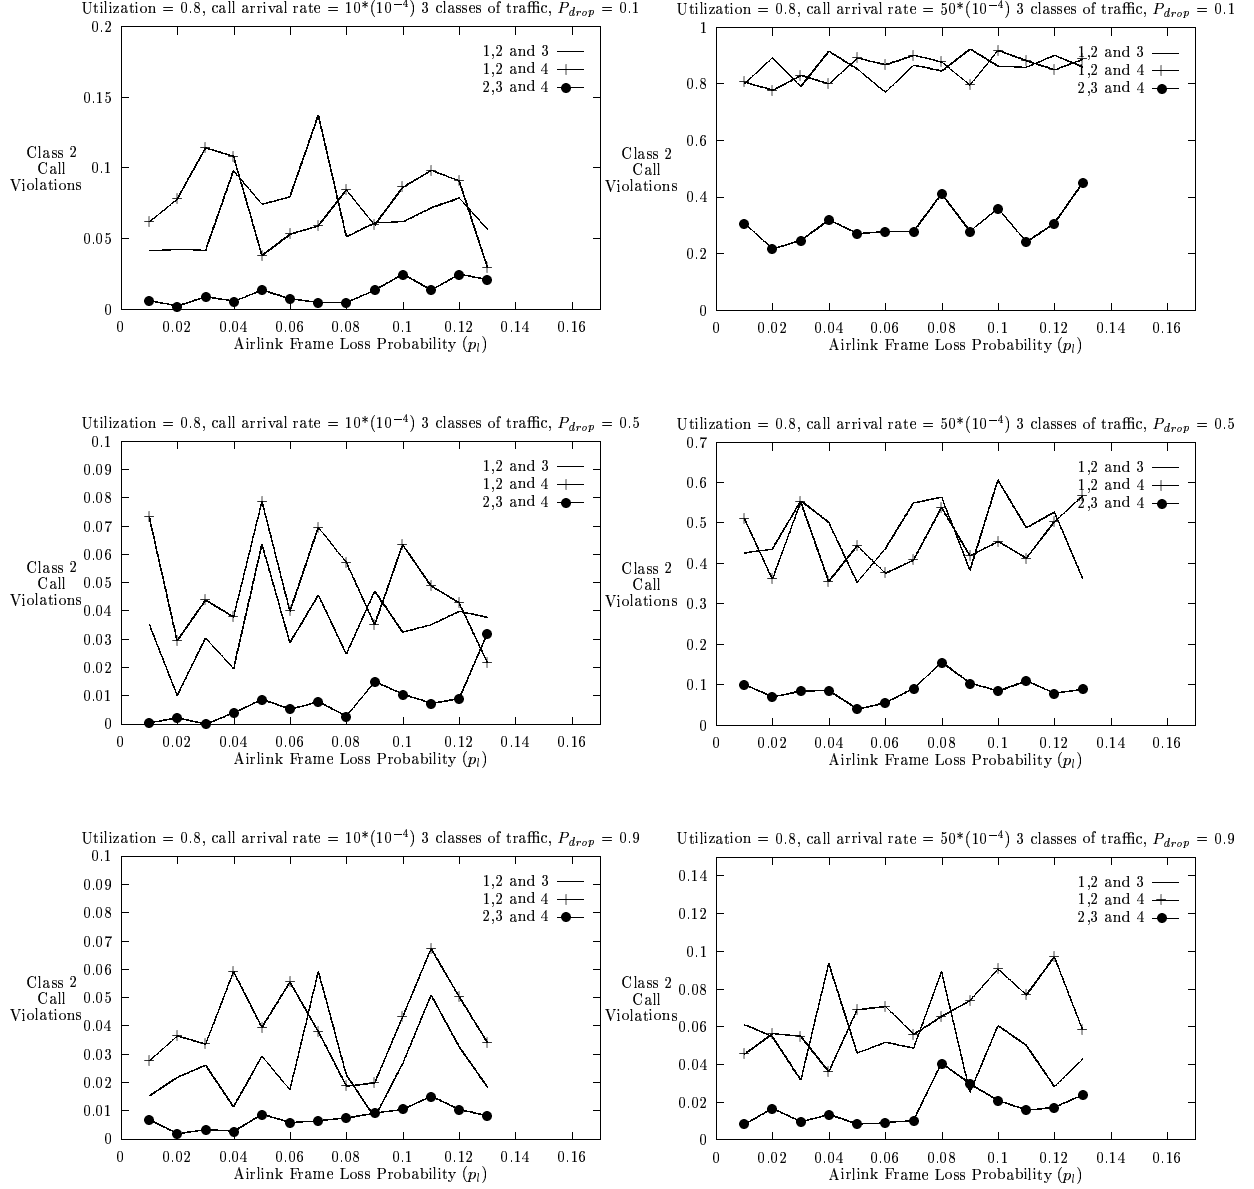 Utilization = 0.8, call arrival rate = 10*(10⁻⁴) 3 classes of traffic, P_drop = 0.1
0.2
0.15
0.1
0.05
0
Class 2
Call
Violations
1,2 and 3
1,2 and 4
2,3 and 4
0 0.02 0.04 0.06 0.08 0.1 0.12 0.14 0.16
Airlink Frame Loss Probability (p_l)
Utilization = 0.8, call arrival rate = 50*(10⁻⁴) 3 classes of traffic, P_drop = 0.1
1
0.8
0.6
0.4
0.2
0
Class 2
Call
Violations
1,2 and 3
1,2 and 4
2,3 and 4
0 0.02 0.04 0.06 0.08 0.1 0.12 0.14 0.16
Airlink Frame Loss Probability (p_l)
Utilization = 0.8, call arrival rate = 10*(10⁻⁴) 3 classes of traffic, P_drop = 0.5
0.1
0.09
0.08
0.07
0.06
0.05
0.04
0.03
0.02
0.01
0
Class 2
Call
Violations
1,2 and 3
1,2 and 4
2,3 and 4
0 0.02 0.04 0.06 0.08 0.1 0.12 0.14 0.16
Airlink Frame Loss Probability (p_l)
Utilization = 0.8, call arrival rate = 50*(10⁻⁴) 3 classes of traffic, P_drop = 0.5
0.7
0.6
0.5
0.4
0.3
0.2
0.1
0
Class 2
Call
Violations
1,2 and 3
1,2 and 4
2,3 and 4
0 0.02 0.04 0.06 0.08 0.1 0.12 0.14 0.16
Airlink Frame Loss Probability (p_l)
Utilization = 0.8, call arrival rate = 10*(10⁻⁴) 3 classes of traffic, P_drop = 0.9
0.1
0.09
0.08
0.07
0.06
0.05
0.04
0.03
0.02
0.01
0
Class 2
Call
Violations
1,2 and 3
1,2 and 4
2,3 and 4
0 0.02 0.04 0.06 0.08 0.1 0.12 0.14 0.16
Airlink Frame Loss Probability (p_l)
Utilization = 0.8, call arrival rate = 50*(10⁻⁴) 3 classes of traffic, P_drop = 0.9
0.14
0.12
0.1
0.08
0.06
0.04
0.02
0
Class 2
Call
Violations
1,2 and 3
1,2 and 4
2,3 and 4
0 0.02 0.04 0.06 0.08 0.1 0.12 0.14 0.16
Airlink Frame Loss Probability (p_l)